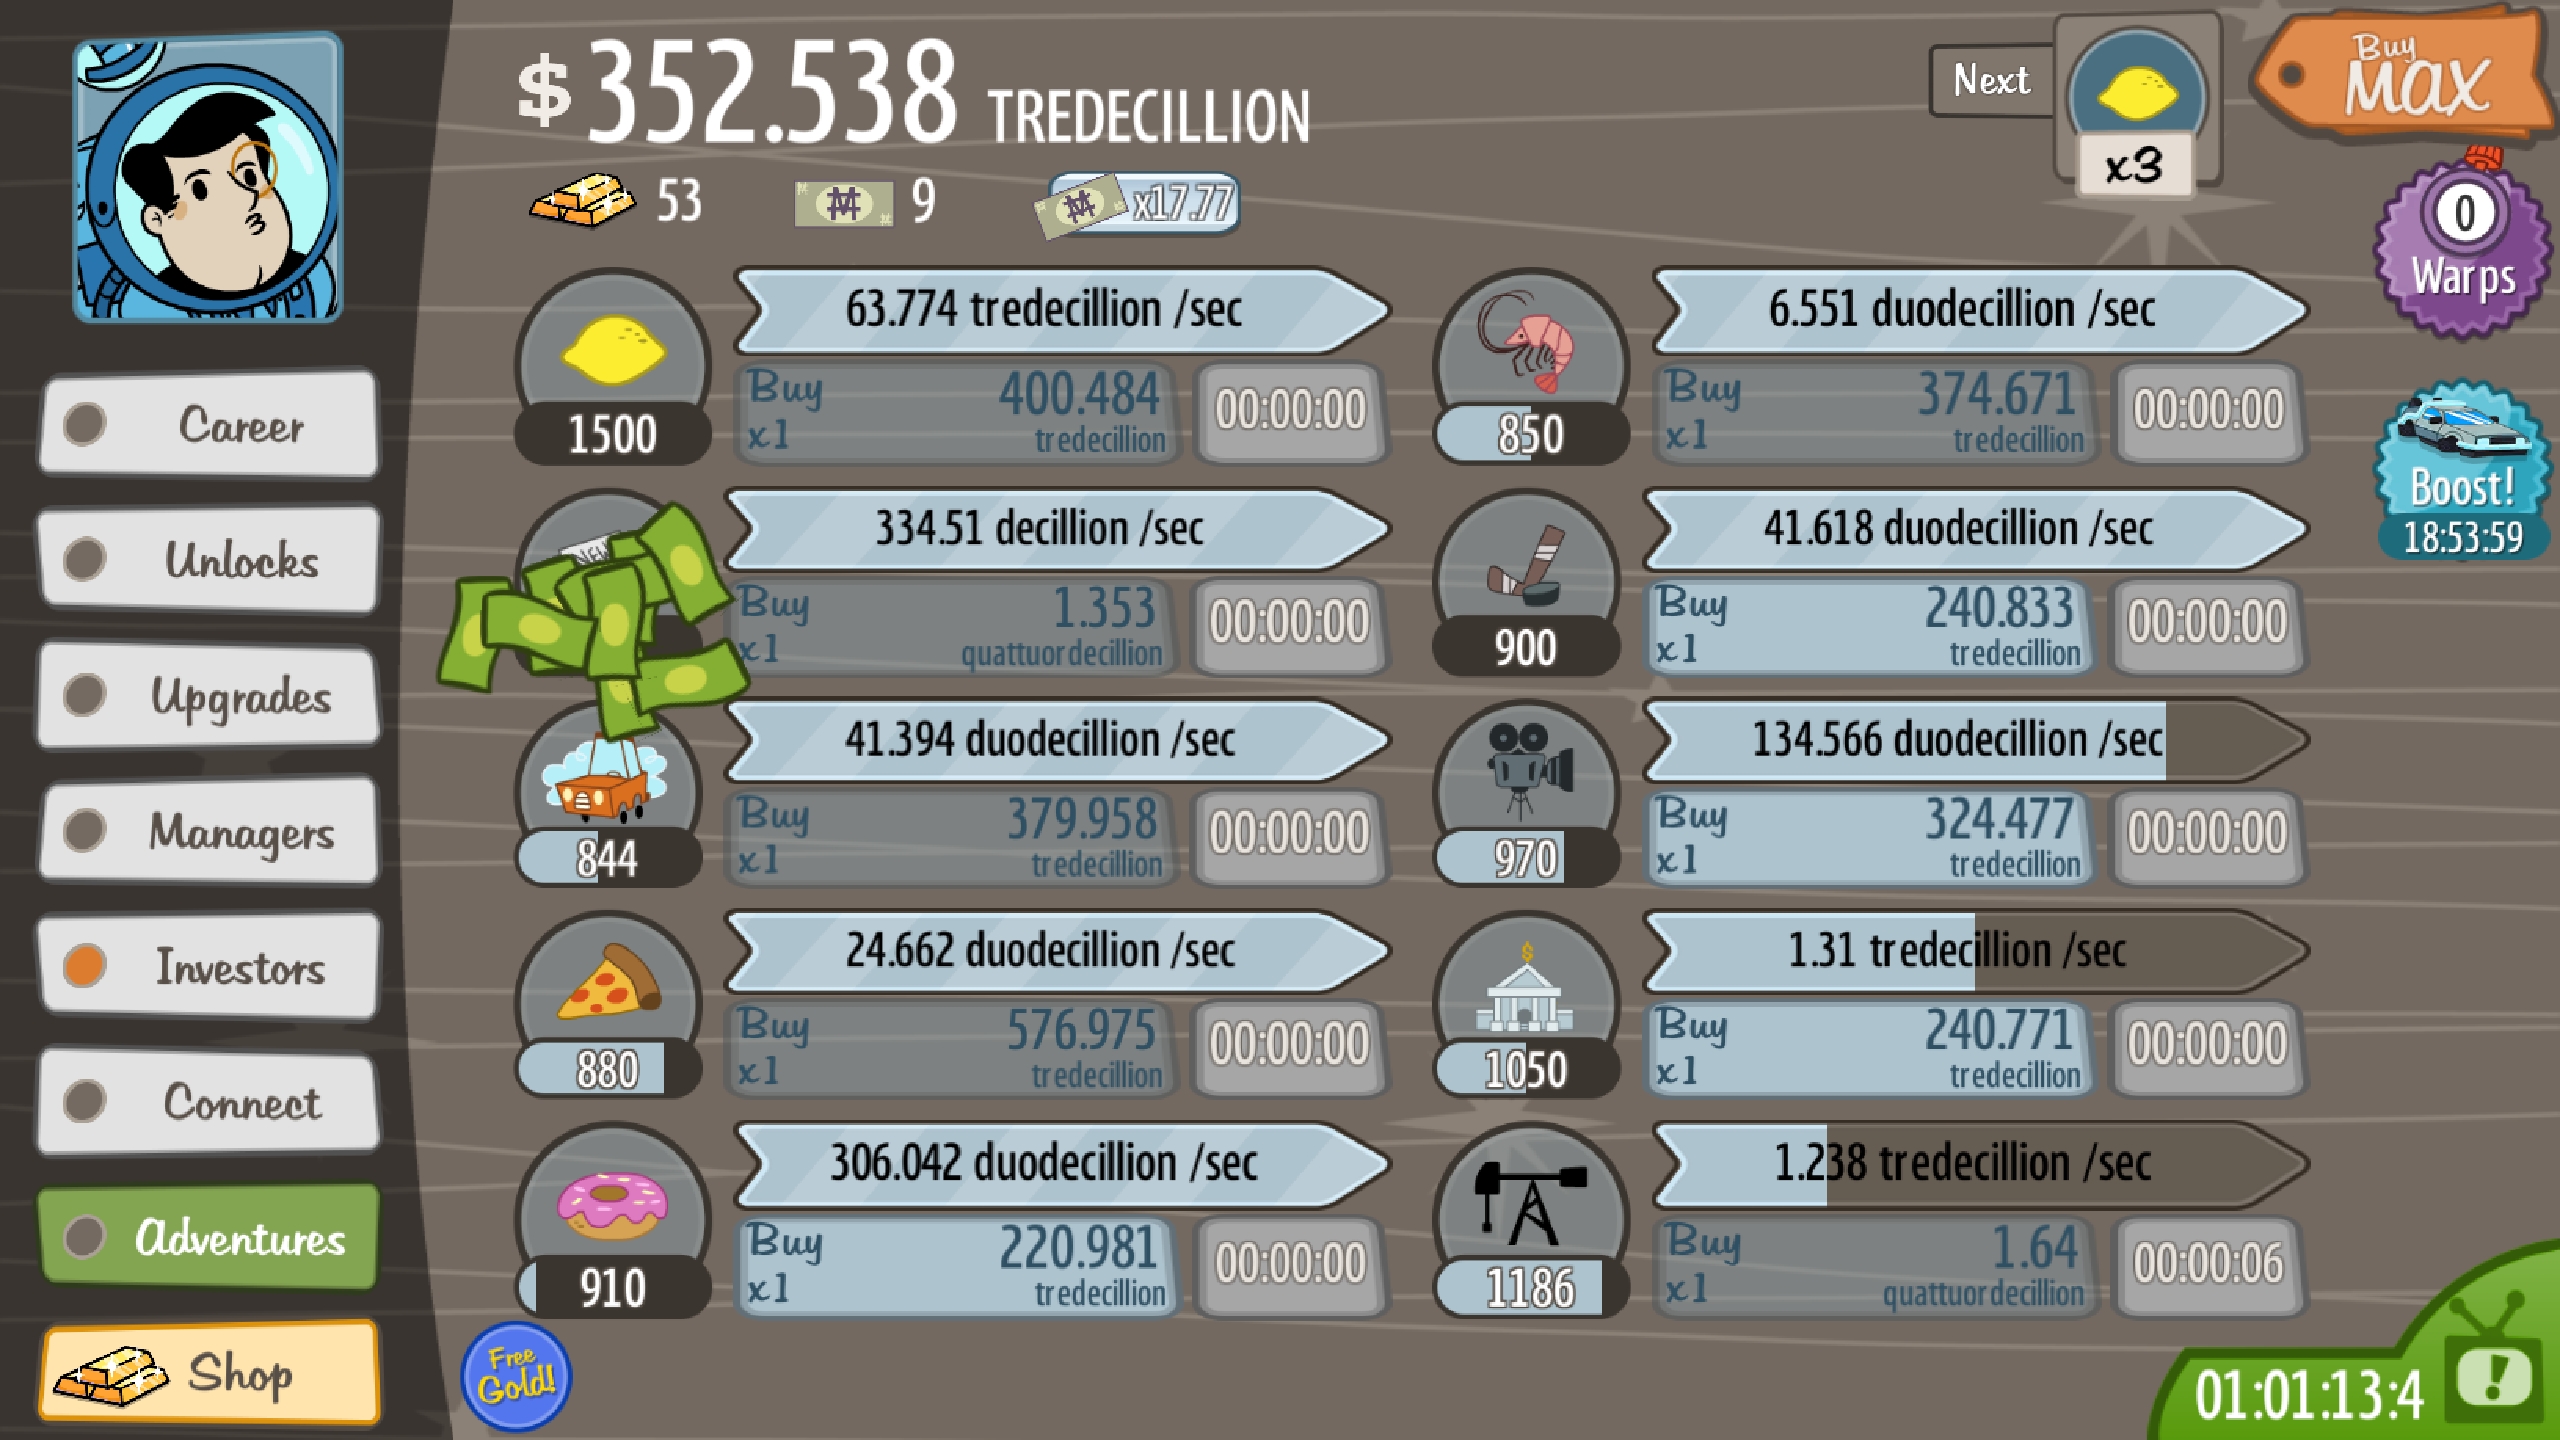 $352.538 TREDECILLION
53
9
x17.77
Next
x3
Buy
MAX
0
Warps
Boost!
18:53:59
Career
Unlocks
Upgrades
Managers
Investors
Connect
Adventures
Shop
63.774 tredecillion /sec
Buy 400.484
x1 tredecillion
00:00:00
1500
334.51 decillion /sec
NEW
Buy 1.353
x1 quattuordecillion
00:00:00
41.394 duodecillion /sec
Buy 379.958
x1 tredecillion
00:00:00
844
24.662 duodecillion /sec
Buy 576.975
x1 tredecillion
00:00:00
880
306.042 duodecillion /sec
Buy 220.981
x1 tredecillion
00:00:00
910
6.551 duodecillion /sec
Buy 374.671
x1 tredecillion
00:00:00
850
41.618 duodecillion /sec
Buy 240.833
x1 tredecillion
00:00:00
900
134.566 duodecillion /sec
Buy 324.477
x1 tredecillion
00:00:00
970
1.31 tredecillion /sec
Buy 240.771
x1 tredecillion
00:00:00
1050
1.238 tredecillion /sec
Buy 1.64
x1 quattuordecillion
00:00:06
1186
Free
Gold!
01:01:13:4
!